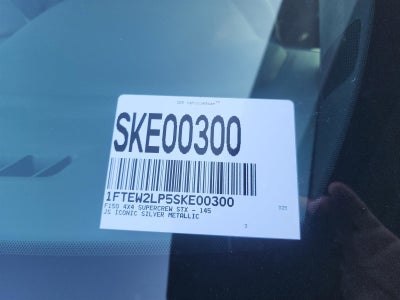 SKE00300
1FTEW2LP5SKE00300
F150 4X4 SUPERCREW STX - 145
JS ICONIC SILVER METALLIC